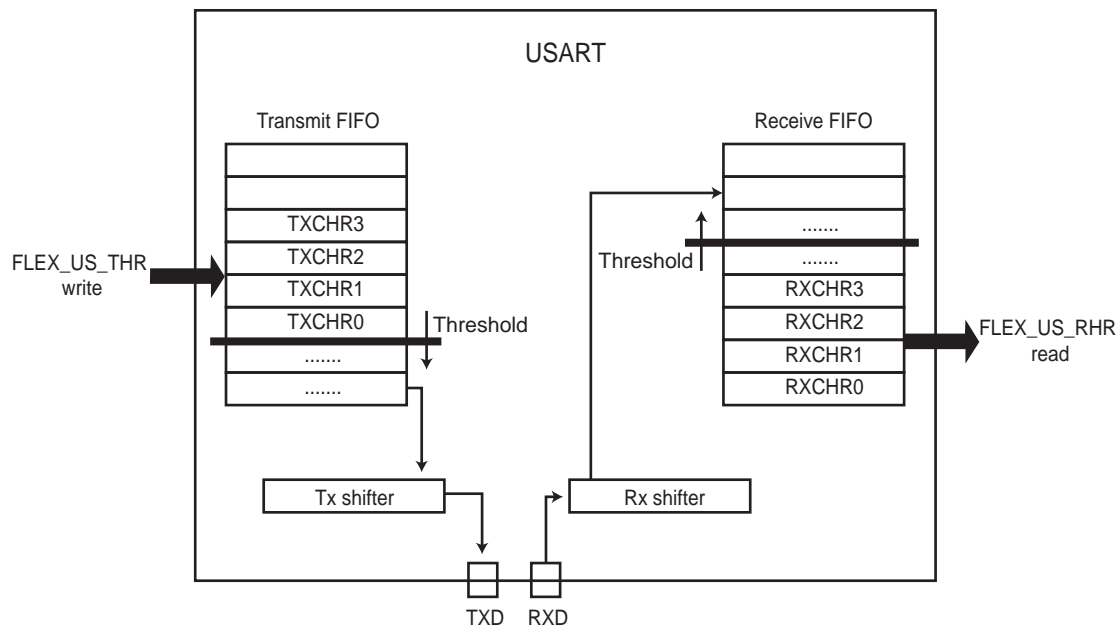 USART
Transmit FIFO
TXCHR3
TXCHR2
TXCHR1
TXCHR0
.......
.......
FLEX_US_THR
write
Threshold
Tx shifter
TXD
Receive FIFO
.......
.......
RXCHR3
RXCHR2
RXCHR1
RXCHR0
Threshold
FLEX_US_RHR
read
Rx shifter
RXD